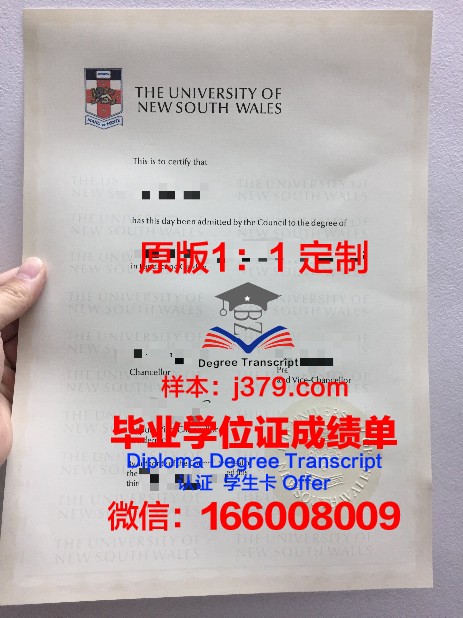 THE UNIVERSITY OF
NEW SOUTH WALES
This is to certify that
has this day been admitted by the Council to the degree of
原版1：1 定制
Degree Transcript
Chancellor
and Vice-Chancellor
样本：j379.com
毕业学位证成绩单
Diploma Degree Transcript
认证 学生卡 Offer
微信：166008009